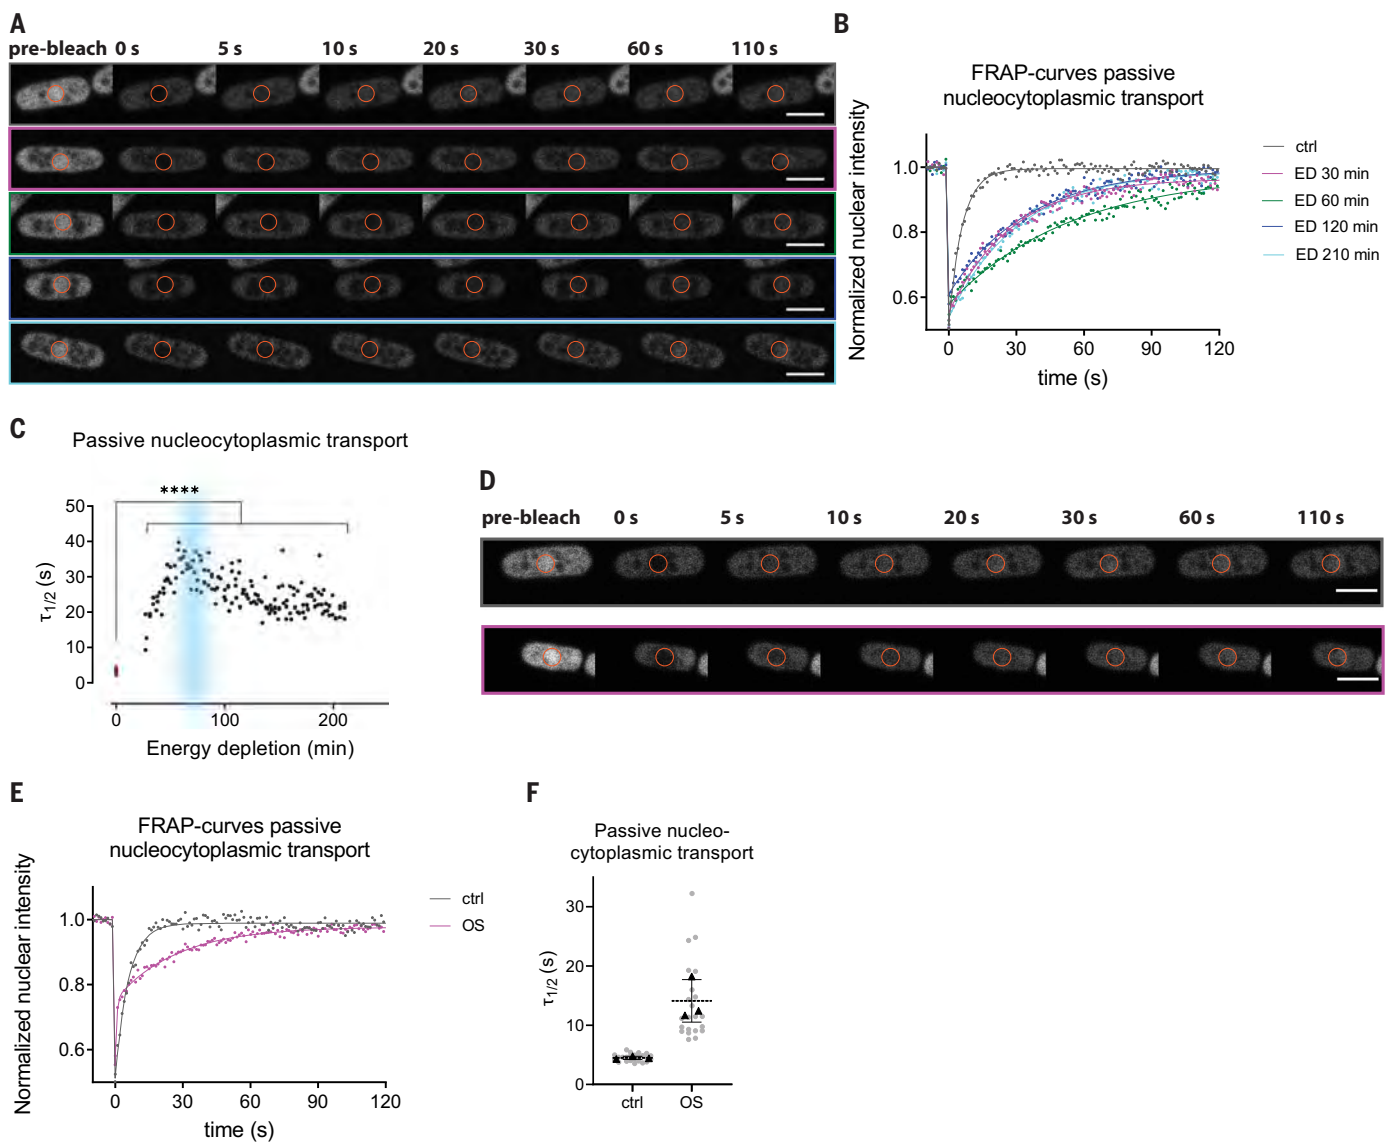 A
pre-bleach 0 s 5 s 10 s 20 s 30 s 60 s 110 s
B
FRAP-curves passive
nucleocytoplasmic transport
Normalized nuclear intensity
1.0
0.8
0.6
0 30 60 90 120
time (s)
ctrl
ED 30 min
ED 60 min
ED 120 min
ED 210 min
C
Passive nucleocytoplasmic transport
****
τ1/2 (s)
50
40
30
20
10
0
0 100 200
Energy depletion (min)
D
pre-bleach 0 s 5 s 10 s 20 s 30 s 60 s 110 s
E
FRAP-curves passive
nucleocytoplasmic transport
Normalized nuclear intensity
1.0
0.8
0.6
0 30 60 90 120
time (s)
ctrl
OS
F
Passive nucleo-
cytoplasmic transport
τ1/2 (s)
30
20
10
0
ctrl OS